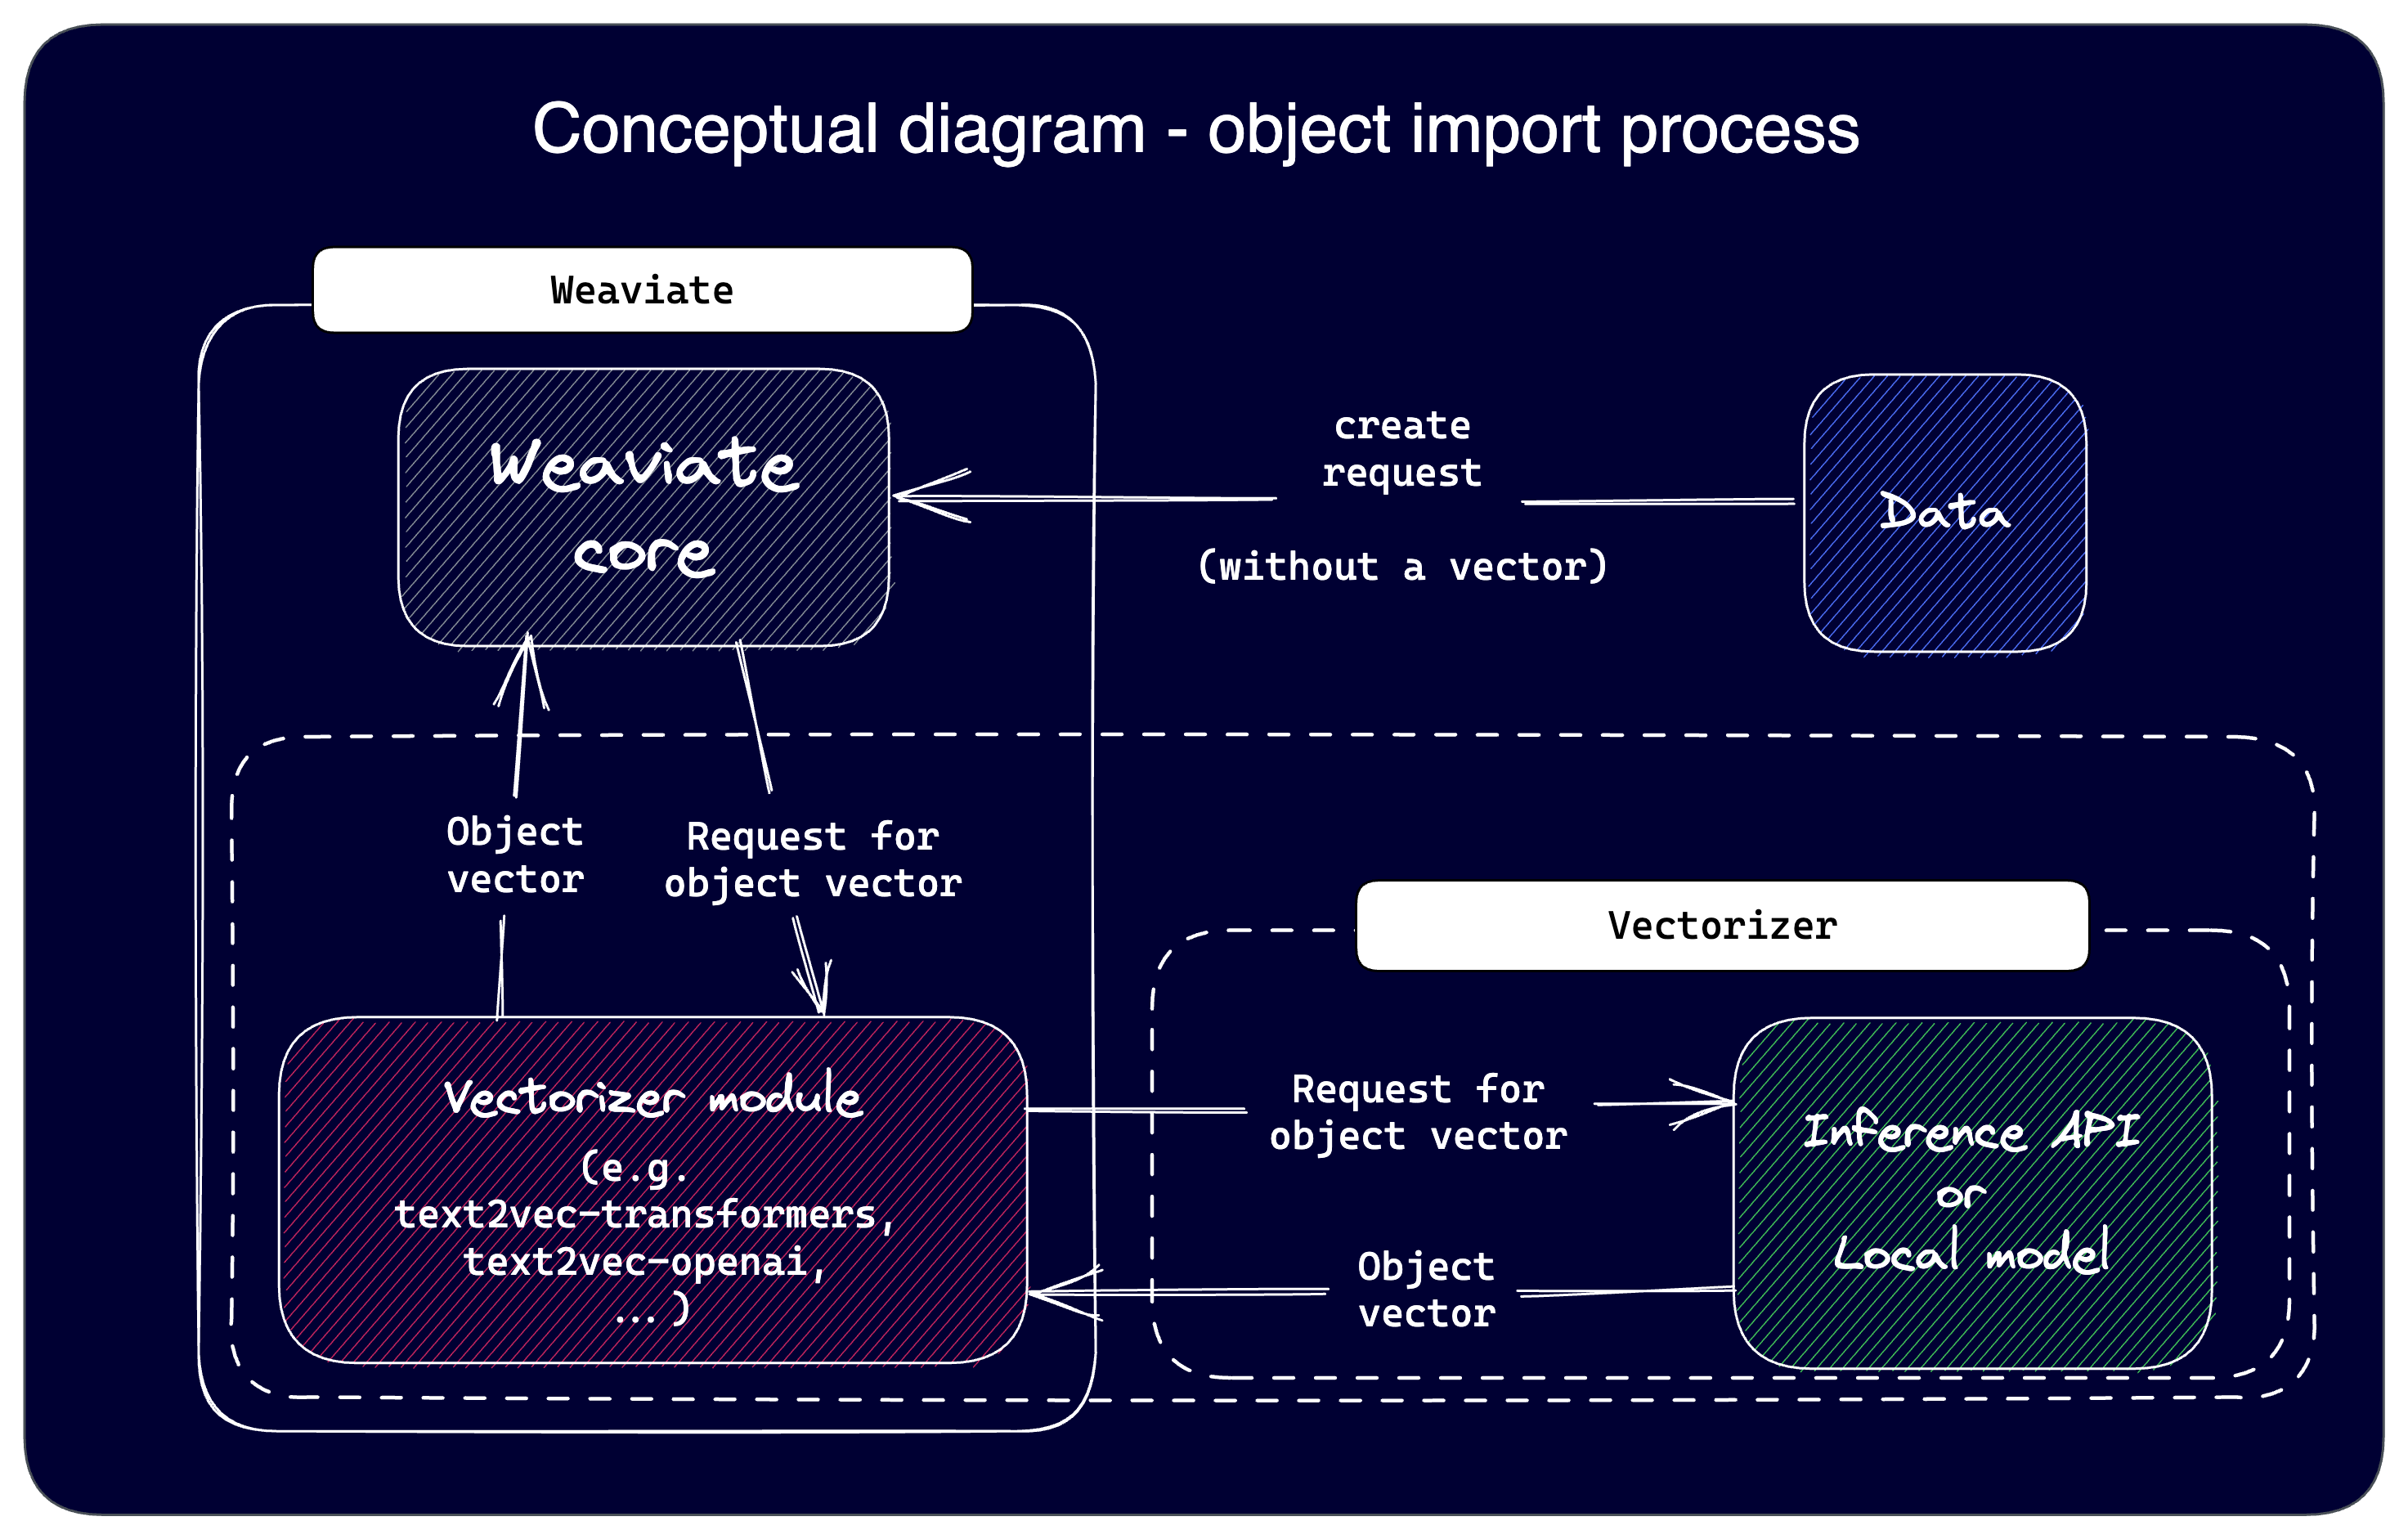 Conceptual diagram - object import process
Weaviate
Weaviate
core
create
request
(without a vector)
Data
Object
vector
Request for
object vector
Vectorizer
Vectorizer module
(e.g.
text2vec-transformers,
text2vec-openai,
... )
Request for
object vector
Object
vector
Inference API
or
Local model